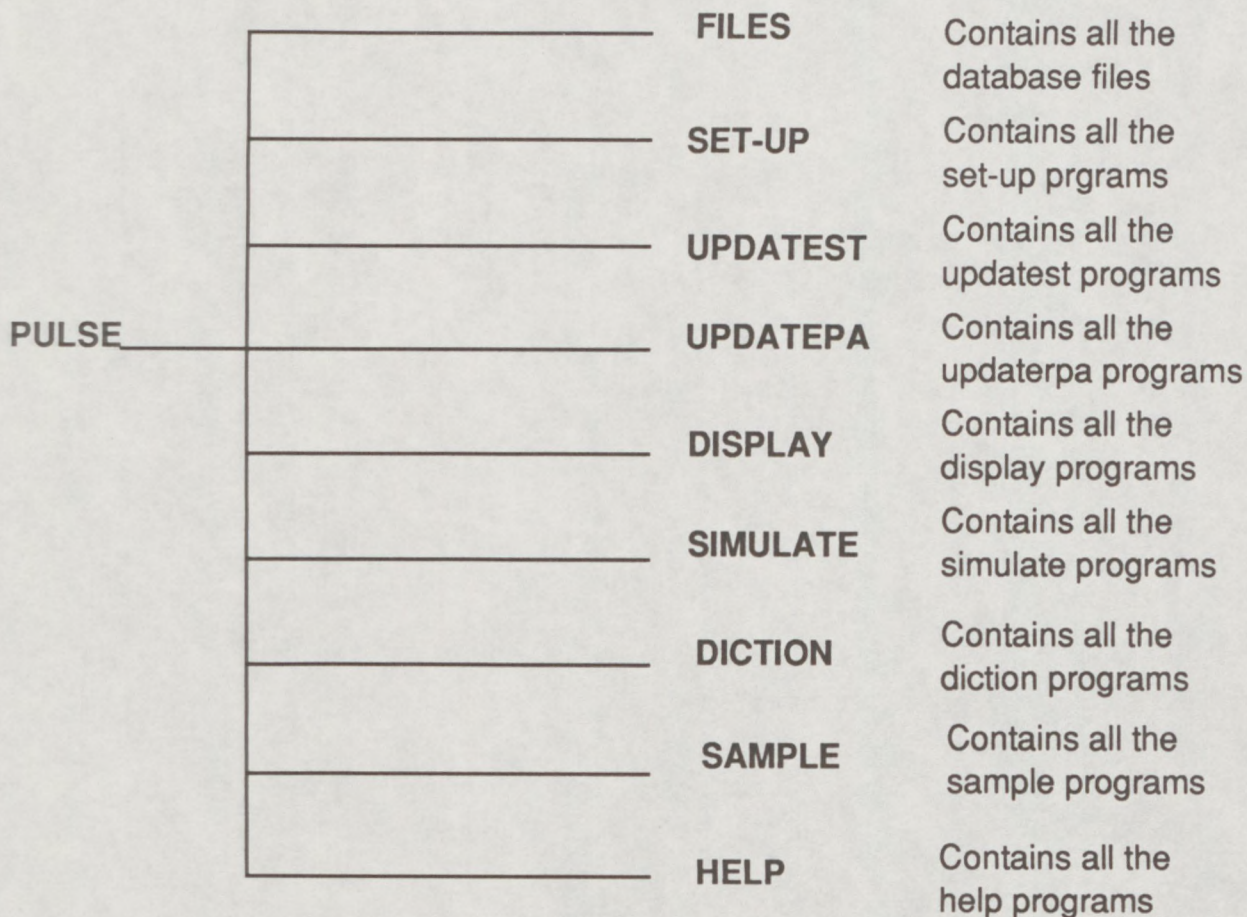 FILES
Contains all the
database files
SET-UP
Contains all the
set-up prgrams
UPDATEST
Contains all the
updatest programs
PULSE
UPDATEPA
Contains all the
updaterpa programs
DISPLAY
Contains all the
display programs
SIMULATE
Contains all the
simulate programs
DICTION
Contains all the
diction programs
SAMPLE
Contains all the
sample programs
HELP
Contains all the
help programs